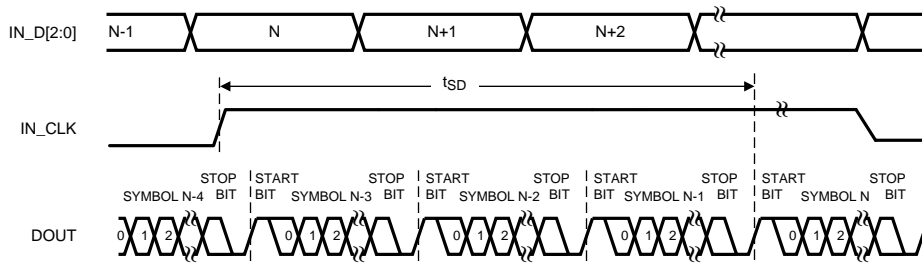 IN_D[2:0]
N-1 N N+1 N+2
tSD
IN_CLK
STOP START STOP START STOP START STOP START STOP
SYMBOL N-4 BIT BIT SYMBOL N-3 BIT BIT SYMBOL N-2 BIT BIT SYMBOL N-1 BIT BIT SYMBOL N BIT
DOUT
0 1 2 0 1 2 0 1 2 0 1 2 0 1 2